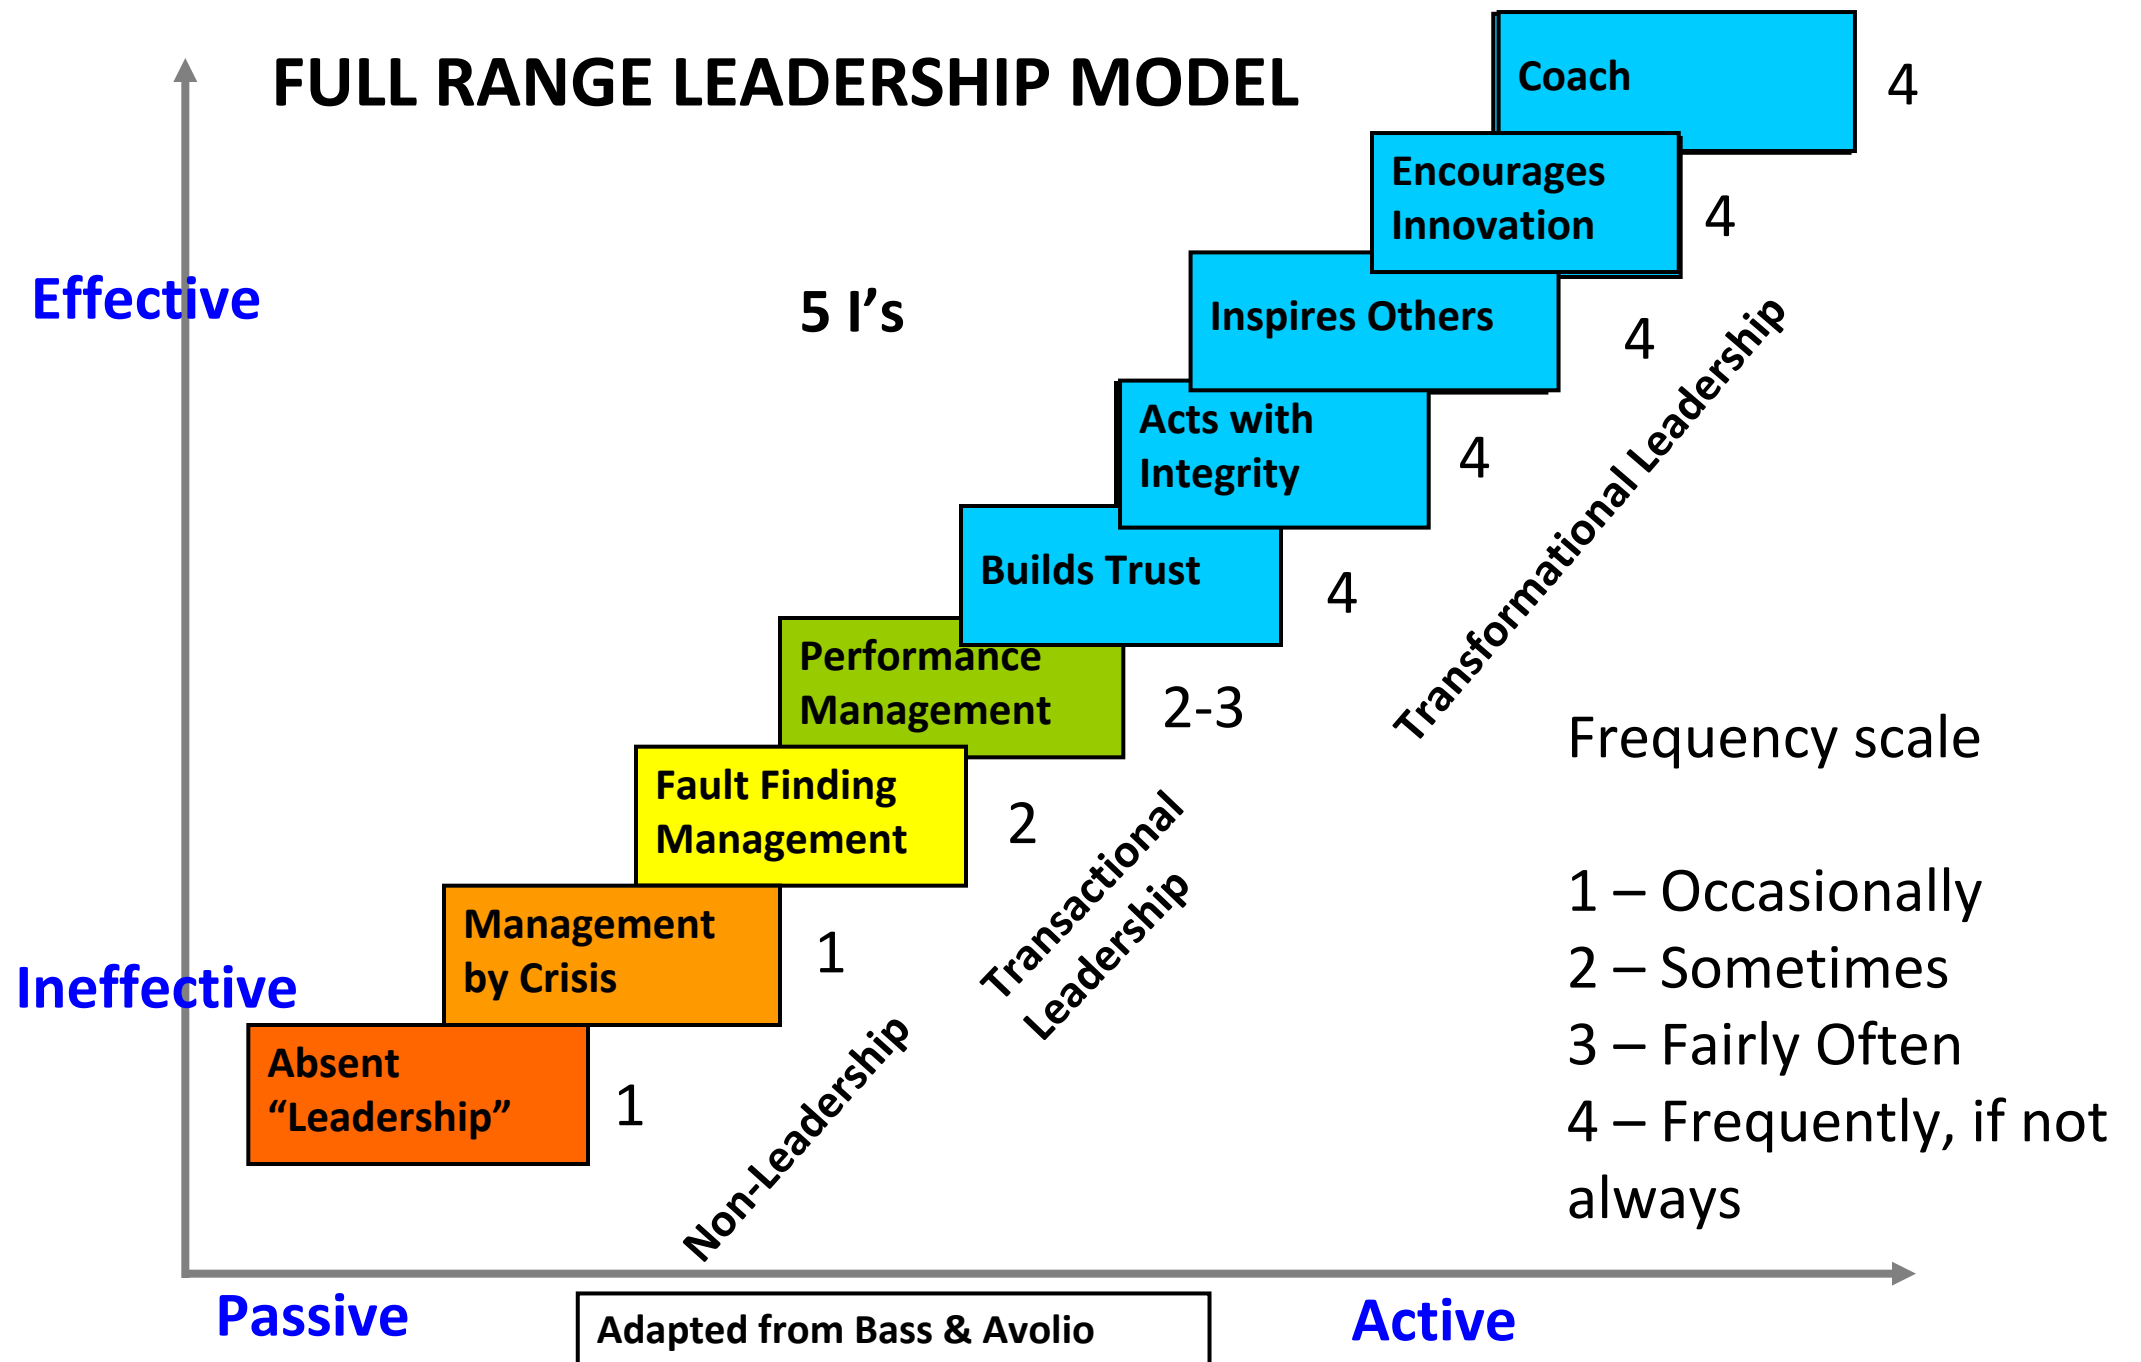 FULL RANGE LEADERSHIP MODEL
Coach
4
Encourages
Innovation
4
Effective
5 I’s
Inspires Others
4
Acts with
Integrity
4
Transformational Leadership
Builds Trust
4
Performance
Management
2-3
Fault Finding
Management
2
Transactional
Leadership
Management
by Crisis
1
Ineffective
Absent
“Leadership”
1
Non-Leadership
Frequency scale
1 – Occasionally
2 – Sometimes
3 – Fairly Often
4 – Frequently, if not
always
Passive
Adapted from Bass & Avolio
Active